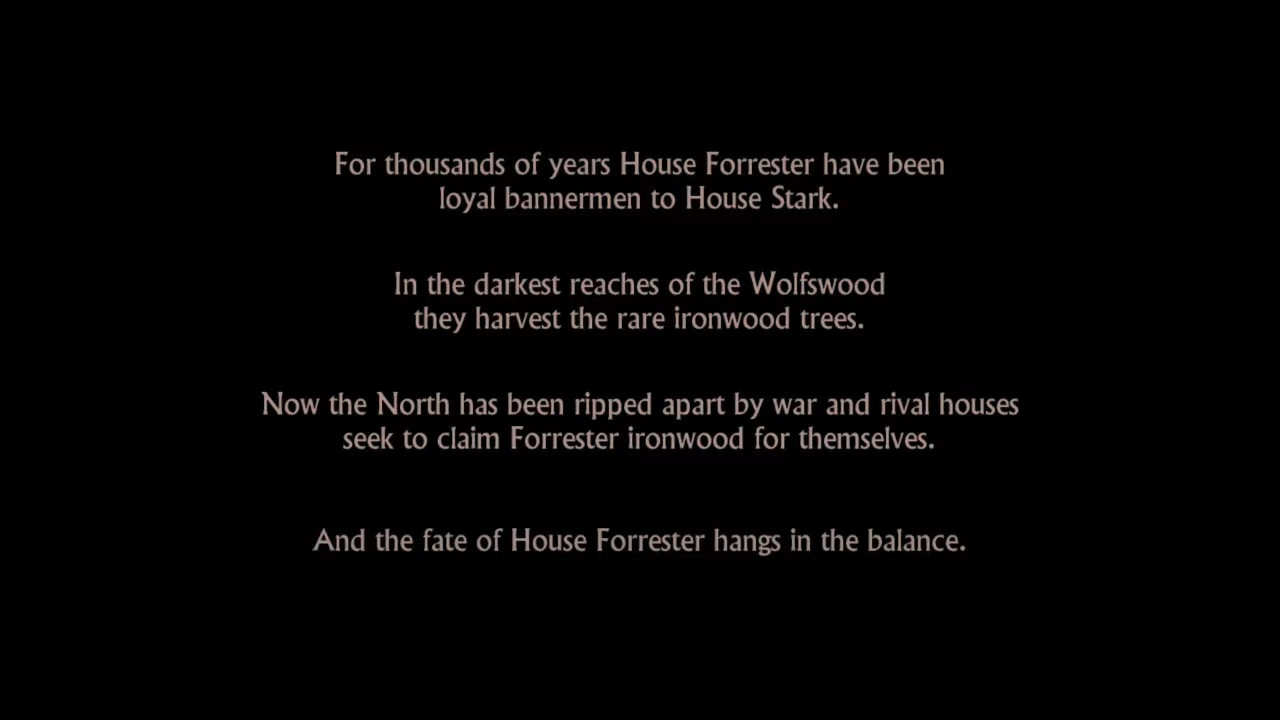 For thousands of years House Forrester have been
loyal bannermen to House Stark.
In the darkest reaches of the Wolfswood
they harvest the rare ironwood trees.
Now the North has been ripped apart by war and rival houses
seek to claim Forrester ironwood for themselves.
And the fate of House Forrester hangs in the balance.